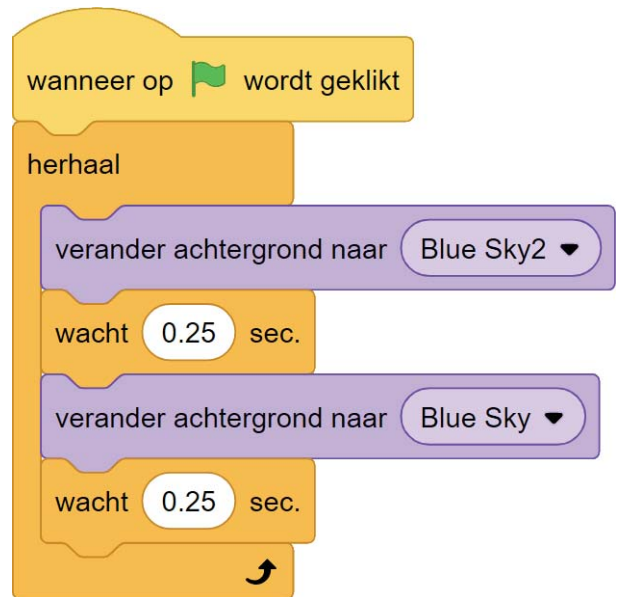 wanneer op wordt geklikt
herhaal
verander achtergrond naar Blue Sky2
wacht 0.25 sec.
verander achtergrond naar Blue Sky
wacht 0.25 sec.